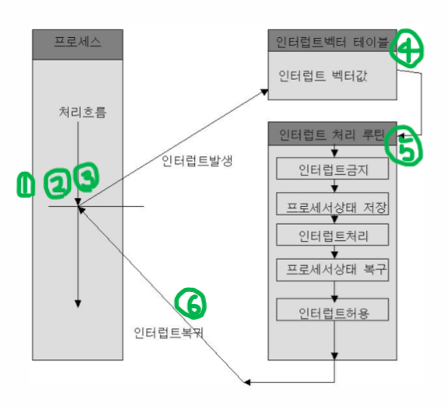 프로세스
처리흐름
1 2 3
인터럽트발생
6
인터럽트복귀
인터럽트벡터 테이블
4
인터럽트 벡터값
인터럽트 처리 루틴
5
인터럽트금지
프로세서상태 저장
인터럽트처리
프로세서상태 복구
인터럽트허용